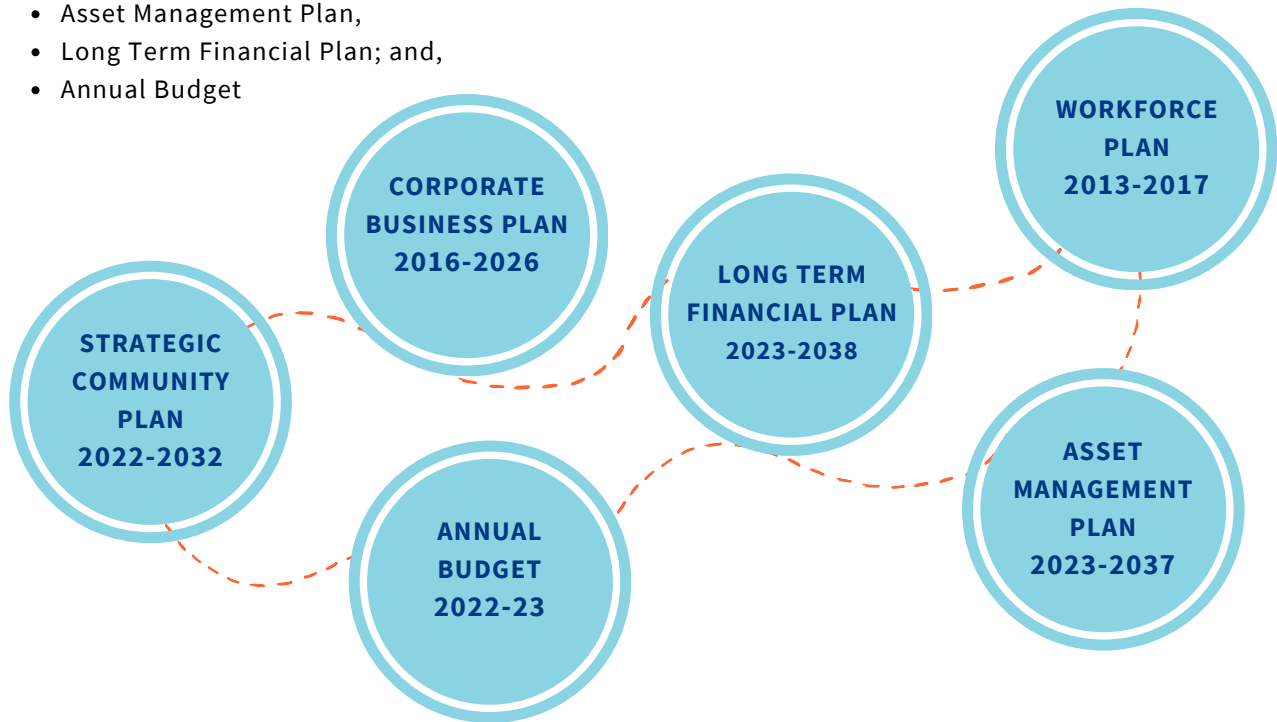 • Asset Management Plan,
• Long Term Financial Plan; and,
• Annual Budget
WORKFORCE
PLAN
2013-2017
CORPORATE
BUSINESS PLAN
2016-2026
LONG TERM
FINANCIAL PLAN
2023-2038
STRATEGIC
COMMUNITY
PLAN
2022-2032
ASSET
MANAGEMENT
PLAN
2023-2037
ANNUAL
BUDGET
2022-23